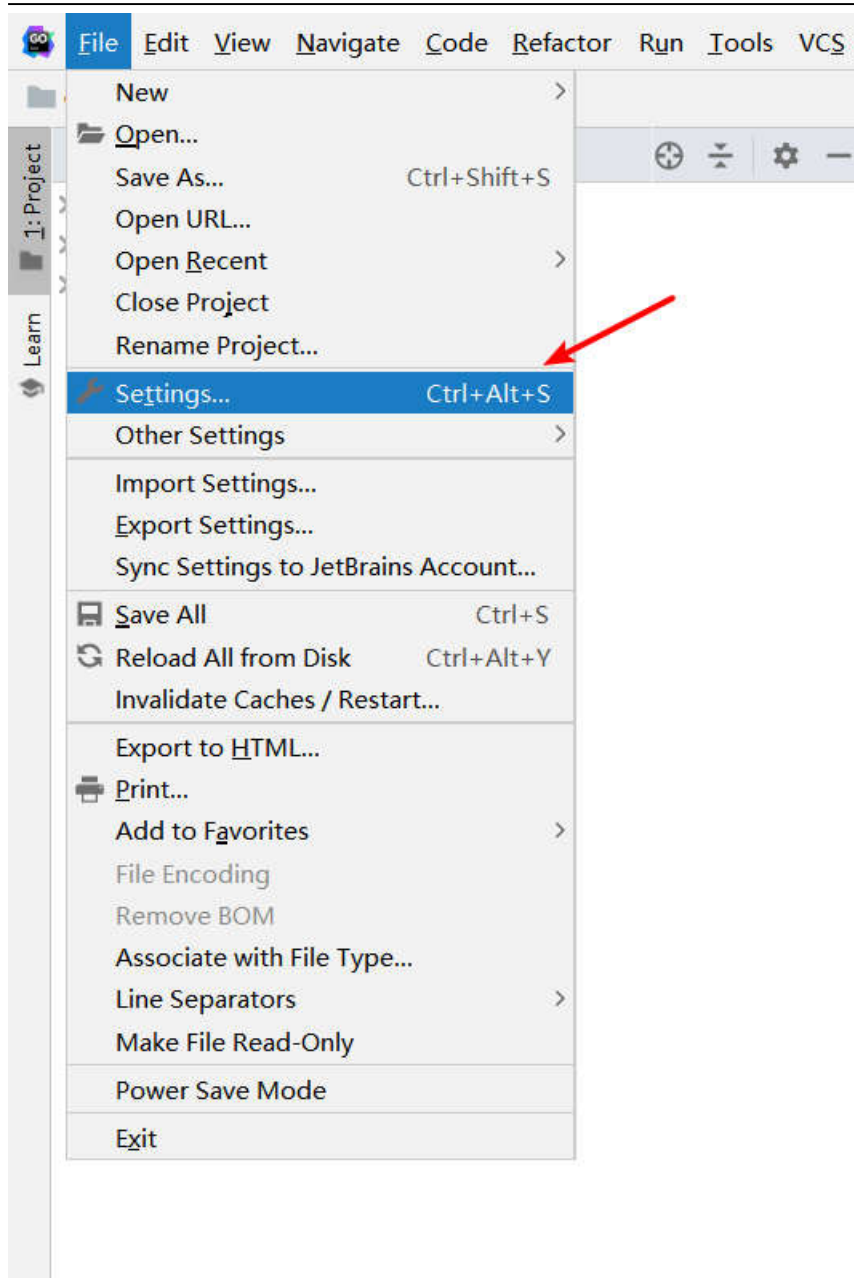 GO
File Edit View Navigate Code Refactor Run Tools VCS
New
Open...
Save As... Ctrl+Shift+S
Open URL...
Open Recent
Close Project
Rename Project...
Settings... Ctrl+Alt+S
Other Settings
Import Settings...
Export Settings...
Sync Settings to JetBrains Account...
Save All Ctrl+S
Reload All from Disk Ctrl+Alt+Y
Invalidate Caches / Restart...
Export to HTML...
Print...
Add to Favorites
File Encoding
Remove BOM
Associate with File Type...
Line Separators
Make File Read-Only
Power Save Mode
Exit
1: Project
Learn